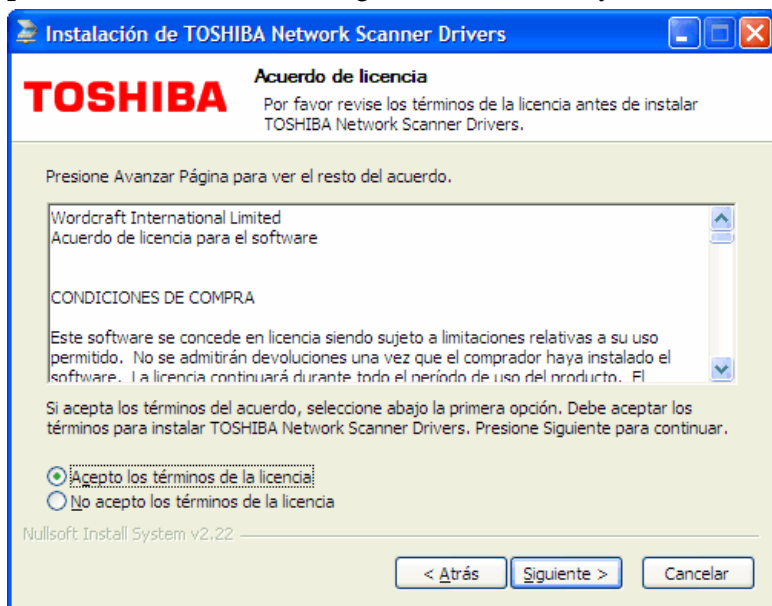 Instalación de TOSHIBA Network Scanner Drivers
TOSHIBA
Acuerdo de licencia
Por favor revise los términos de la licencia antes de instalar
TOSHIBA Network Scanner Drivers.
Presione Avanzar Página para ver el resto del acuerdo.
Wordcraft International Limited
Acuerdo de licencia para el software
CONDICIONES DE COMPRA
Este software se concede en licencia siendo sujeto a limitaciones relativas a su uso
permitido. No se admitirán devoluciones una vez que el comprador haya instalado el
software. La licencia continuará durante todo el período de uso del producto. El
Si acepta los términos del acuerdo, seleccione abajo la primera opción. Debe aceptar los
términos para instalar TOSHIBA Network Scanner Drivers. Presione Siguiente para continuar.
Acepto los términos de la licencia
No acepto los términos de la licencia
Nullsoft Install System v2.22
< Atrás Siguiente > Cancelar